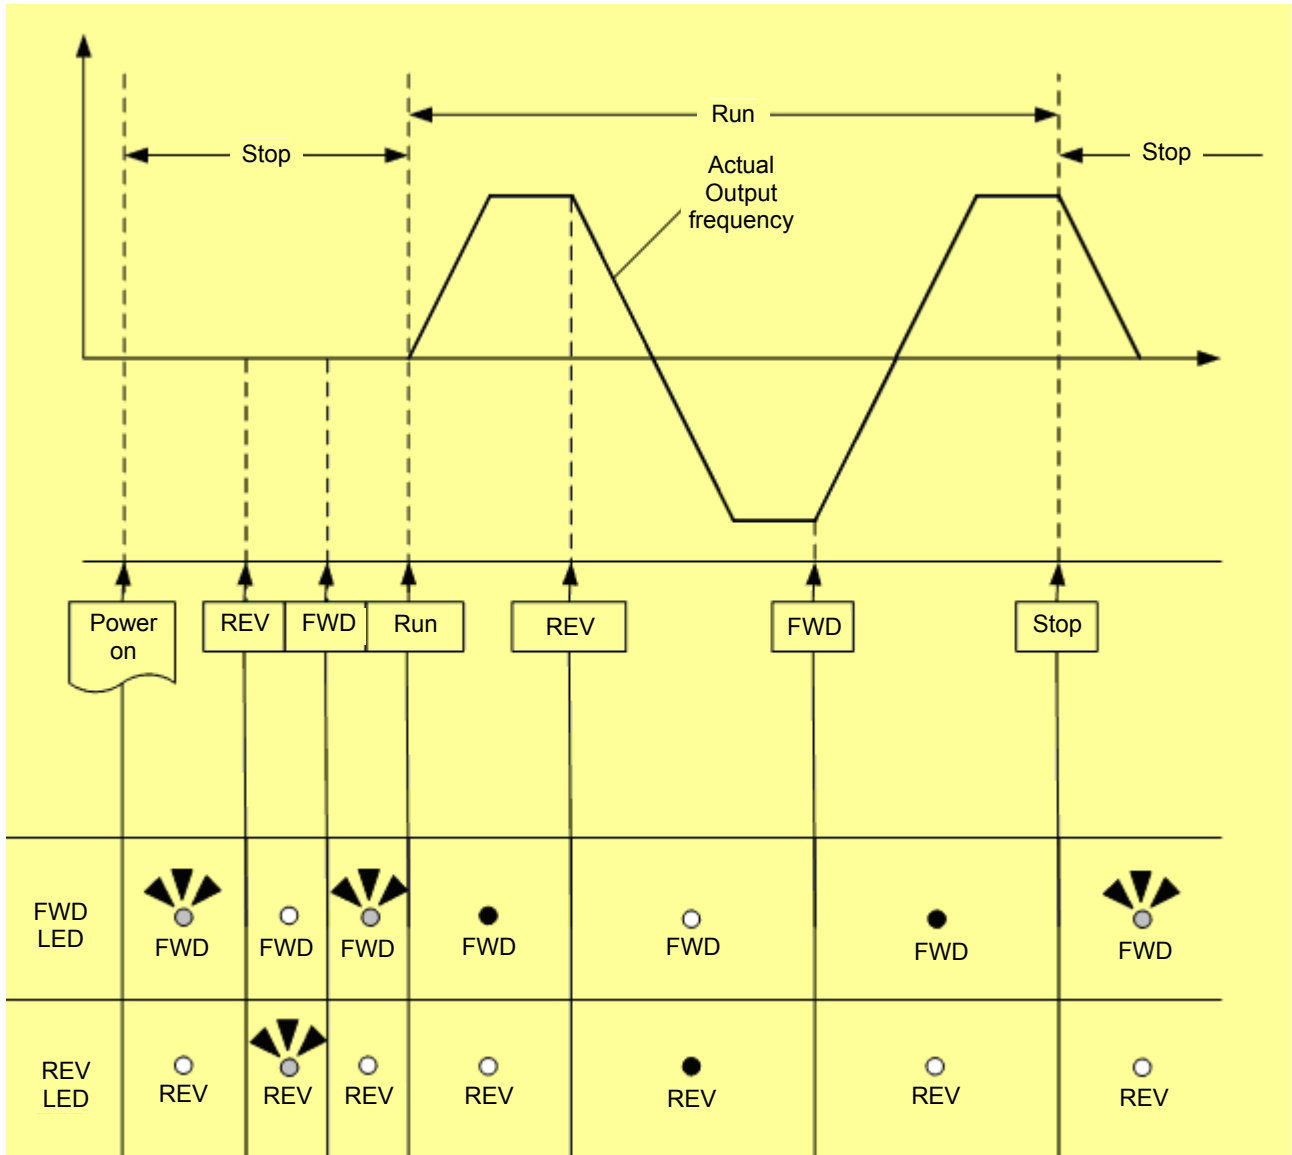 Run
Stop
Stop
Actual
Output
frequency
Power
on
REV
FWD
Run
REV
FWD
Stop
FWD
LED
FWD
FWD
FWD
FWD
FWD
FWD
FWD
REV
LED
REV
REV
REV
REV
REV
REV
REV